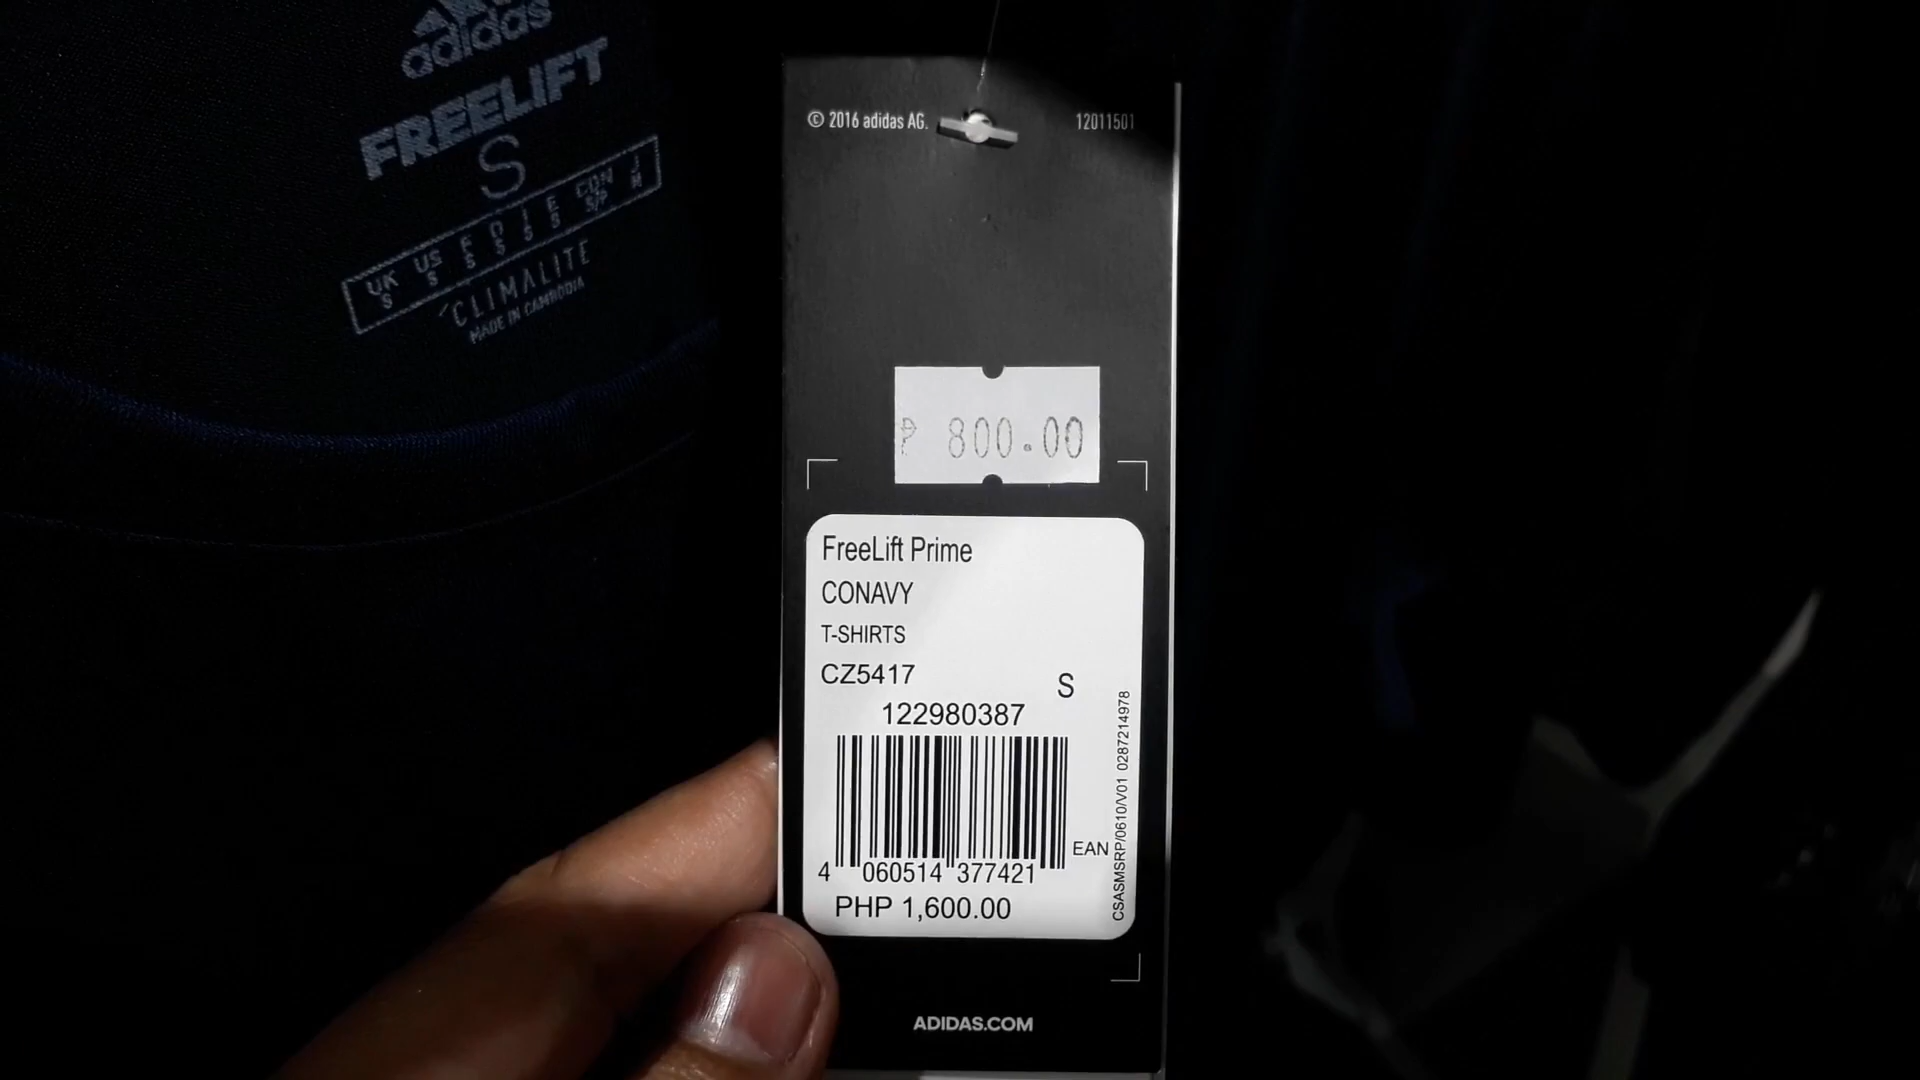 adidas
FREELIFT
S
UK US F D I E CDN J
S S S S S S S/P M
CLIMALITE
MADE IN CAMBODIA
© 2016 adidas AG. 12011501
₱ 800.00
FreeLift Prime
CONAVY
T-SHIRTS
CZ5417
S
122980387
4 060514 377421
EAN
PHP 1,600.00
CSASMSRP/0610/V01 0287214978
ADIDAS.COM